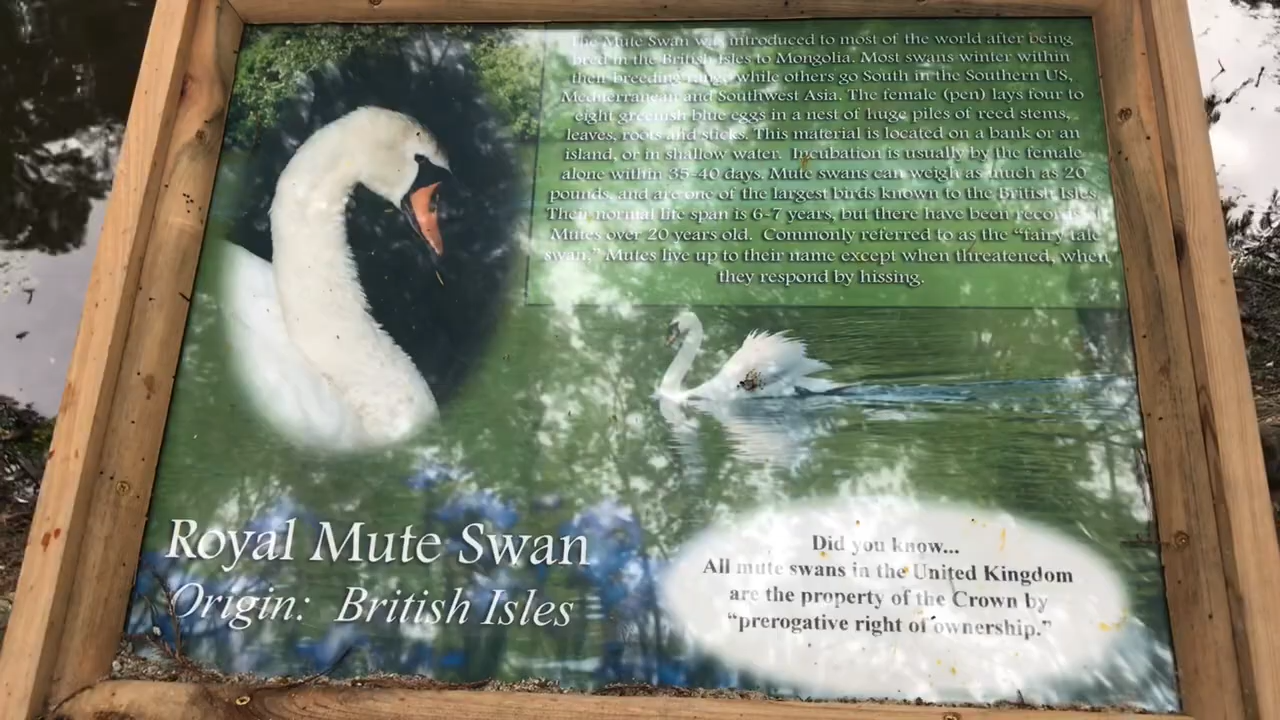 The Mute Swan was introduced to most of the world after being
bred in the British Isles to Mongolia. Most swans winter within
their breeding range while others go South in the Southern US,
Mediterranean and Southwest Asia. The female (pen) lays four to
eight greenish blue eggs in a nest of huge piles of reed stems,
leaves, roots and sticks. This material is located on a bank or an
island, or in shallow water. Incubation is usually by the female
alone within 35-40 days. Mute swans can weigh as much as 20
pounds, and are one of the largest birds known to the British Isles.
Their normal life span is 6-7 years, but there have been records of
Mutes over 20 years old. Commonly referred to as the "fairy tale
swan," Mutes live up to their name except when threatened, when
they respond by hissing.
Royal Mute Swan
Origin: British Isles
Did you know...
All mute swans in the United Kingdom
are the property of the Crown by
"prerogative right of ownership."